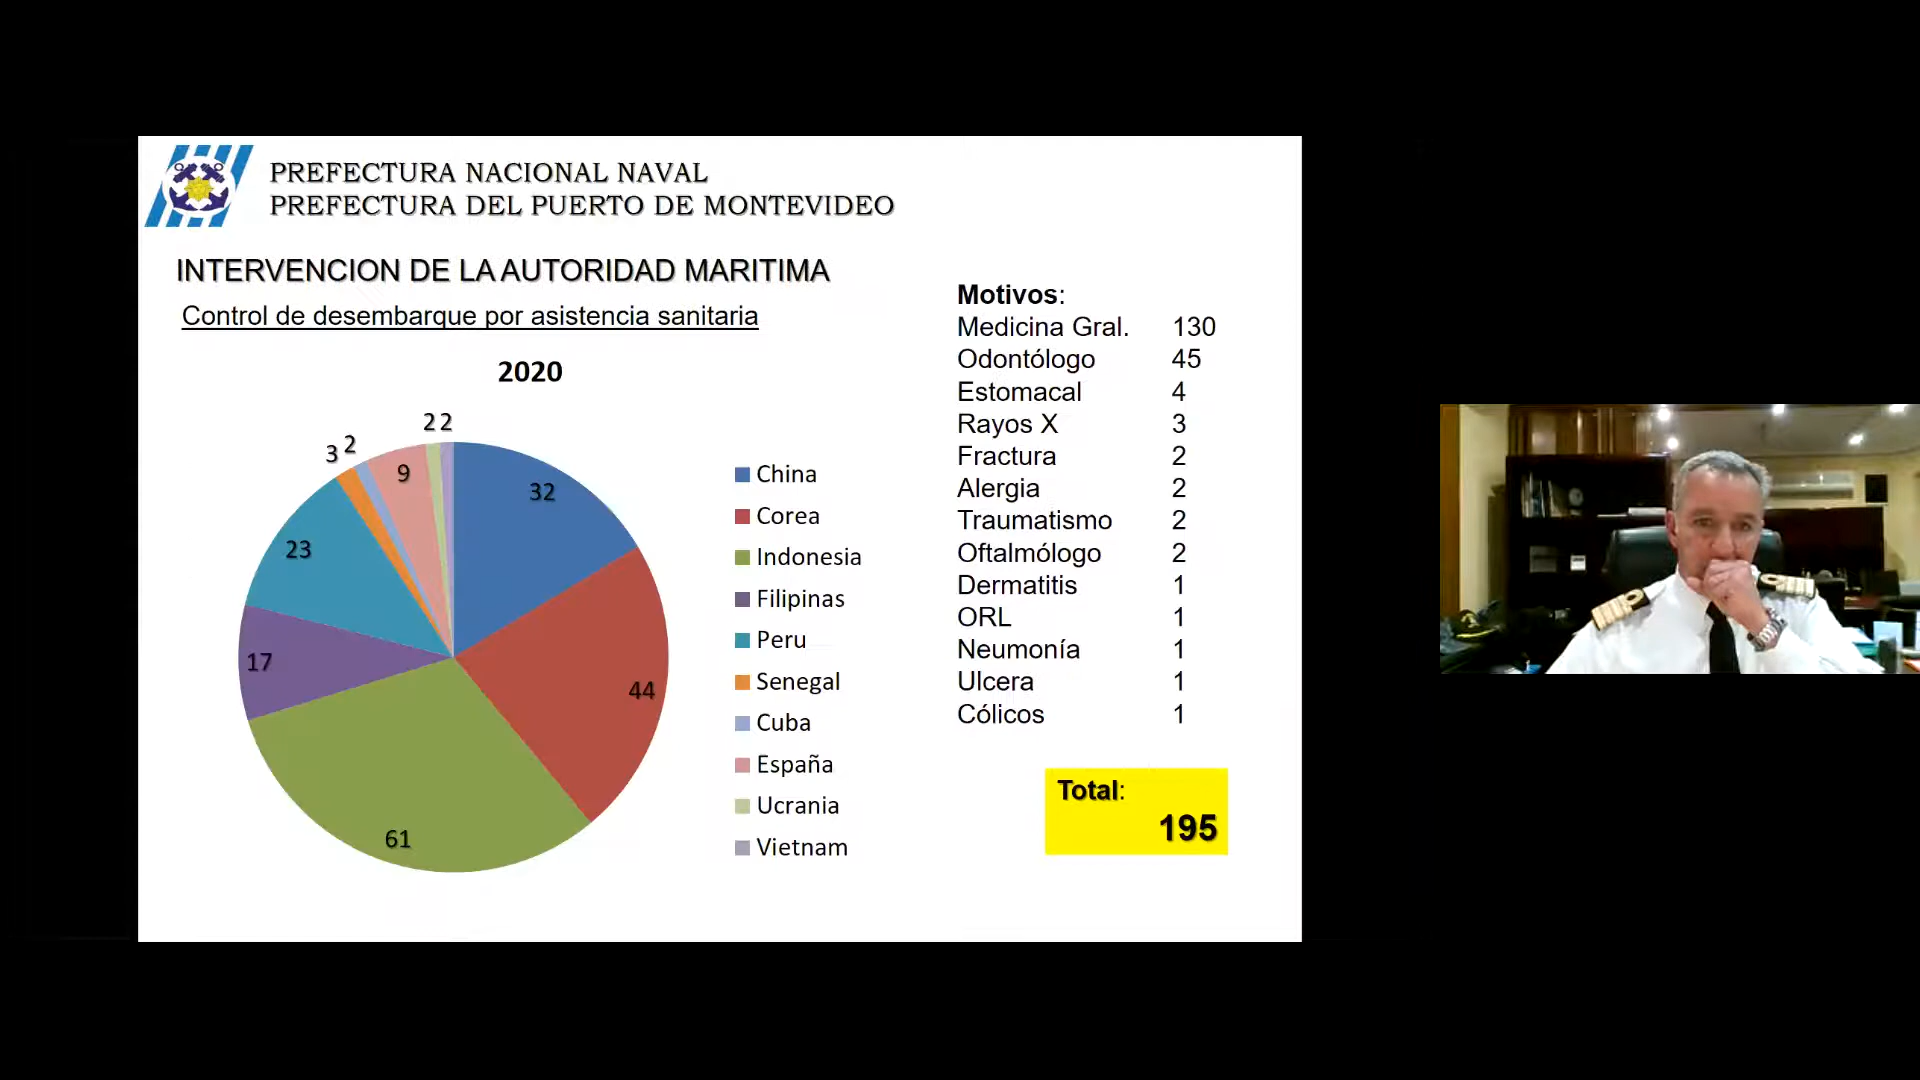 PREFECTURA NACIONAL NAVAL
PREFECTURA DEL PUERTO DE MONTEVIDEO
INTERVENCION DE LA AUTORIDAD MARITIMA
Control de desembarque por asistencia sanitaria
2020
32
44
61
17
23
3
2
9
2
2
China
Corea
Indonesia
Filipinas
Peru
Senegal
Cuba
España
Ucrania
Vietnam
Motivos:
Medicina Gral. 130
Odontólogo 45
Estomacal 4
Rayos X 3
Fractura 2
Alergia 2
Traumatismo 2
Oftalmólogo 2
Dermatitis 1
ORL 1
Neumonía 1
Ulcera 1
Cólicos 1
Total:
195